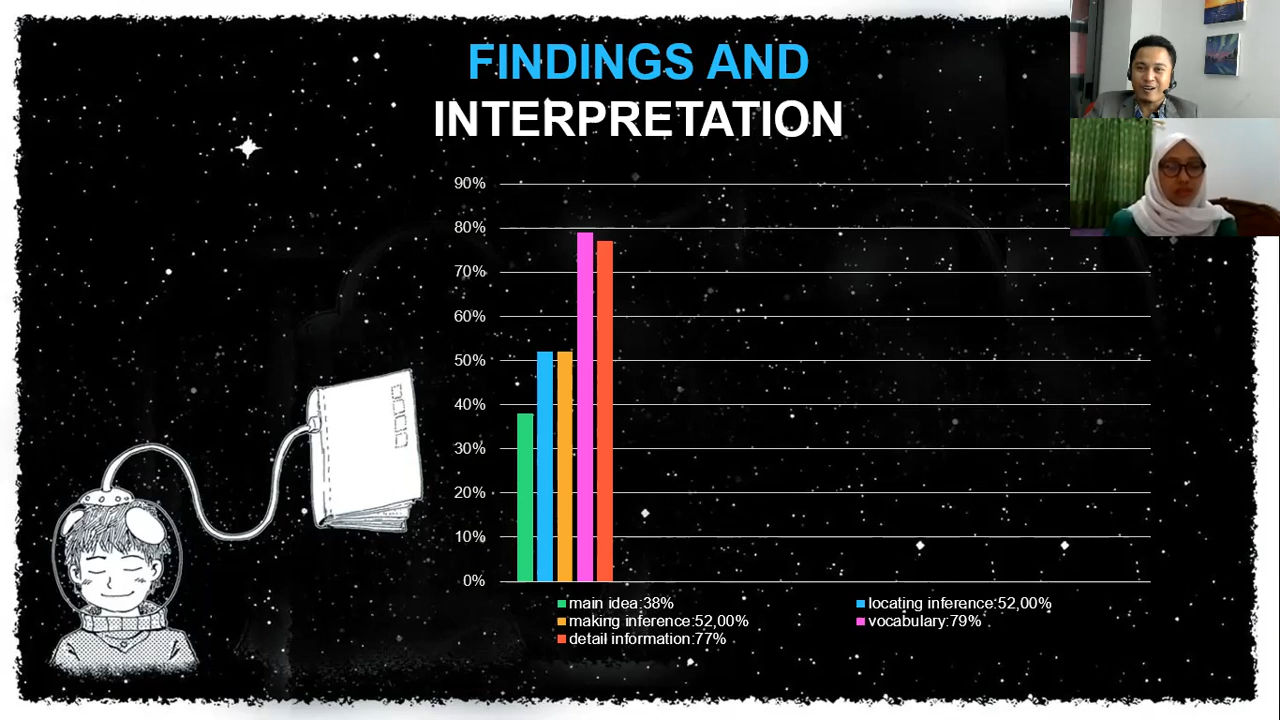 FINDINGS AND
INTERPRETATION
90%
80%
70%
60%
50%
40%
30%
20%
10%
0%
main idea:38% locating inference:52,00%
making inference:52,00% vocabulary:79%
detail information:77%